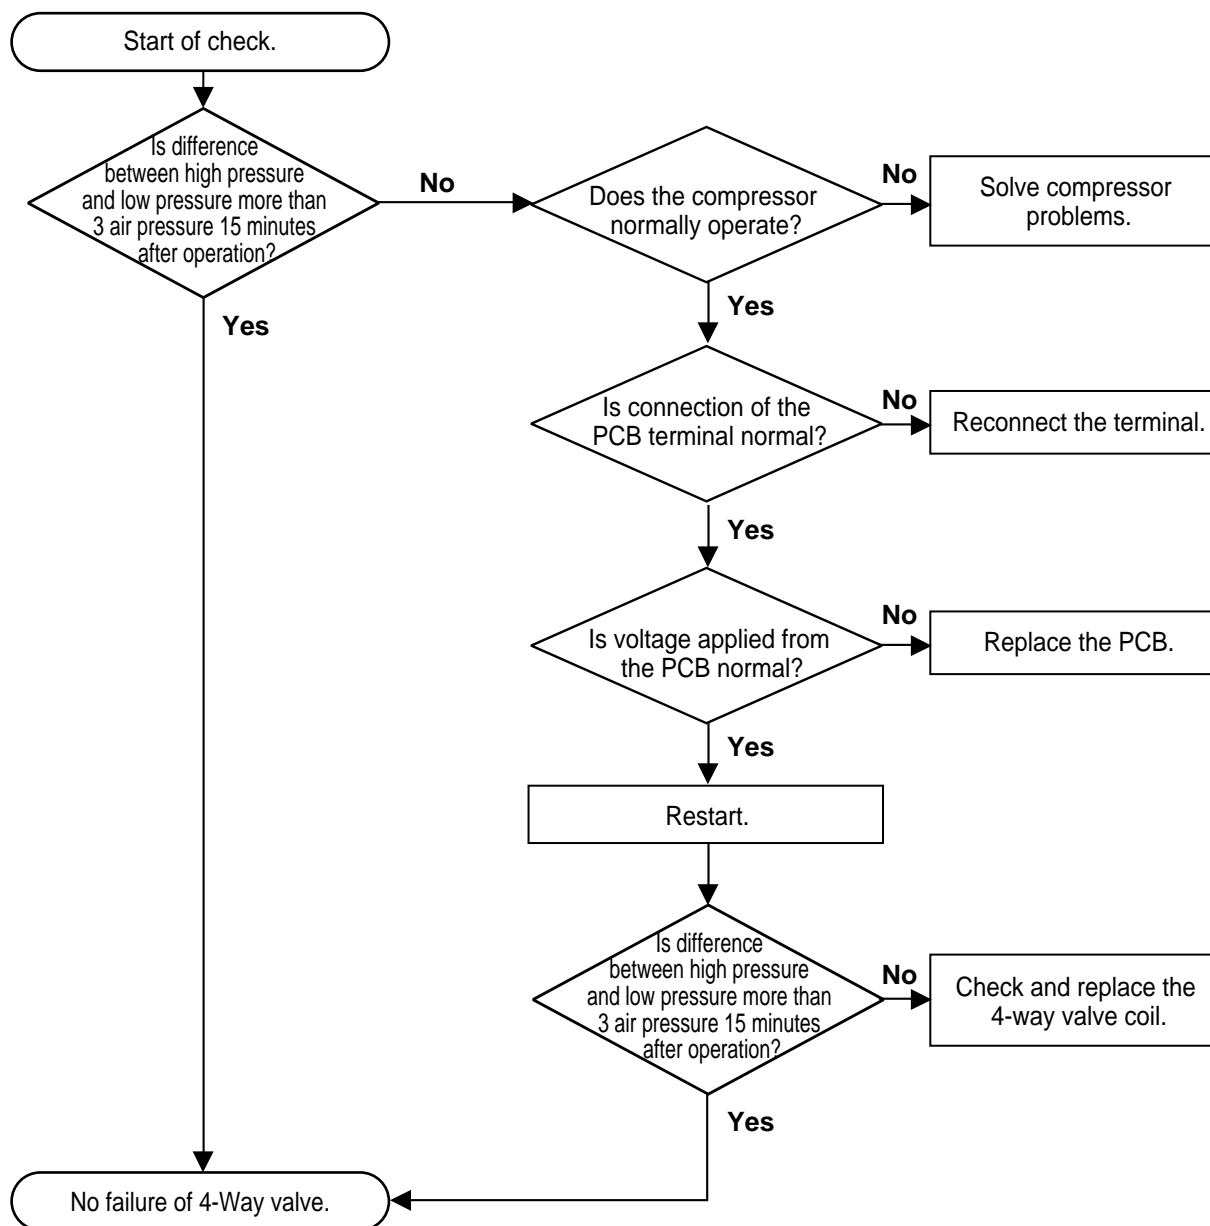 Start of check.
Is difference
between high pressure
and low pressure more than
3 air pressure 15 minutes
after operation?
No
Does the compressor
normally operate?
No
Solve compressor
problems.
Yes
Yes
Is connection of the
PCB terminal normal?
No
Reconnect the terminal.
Yes
Is voltage applied from
the PCB normal?
No
Replace the PCB.
Yes
Restart.
Is difference
between high pressure
and low pressure more than
3 air pressure 15 minutes
after operation?
No
Check and replace the
4-way valve coil.
Yes
No failure of 4-Way valve.